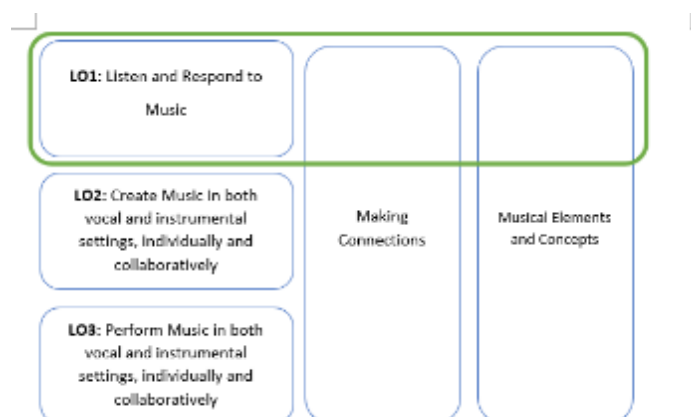 LO1: Listen and Respond to
Music
LO2: Create Music in both
vocal and instrumental
settings, individually and
collaboratively
LO3: Perform Music in both
vocal and instrumental
settings, individually and
collaboratively
Making
Connections
Musical Elements
and Concepts